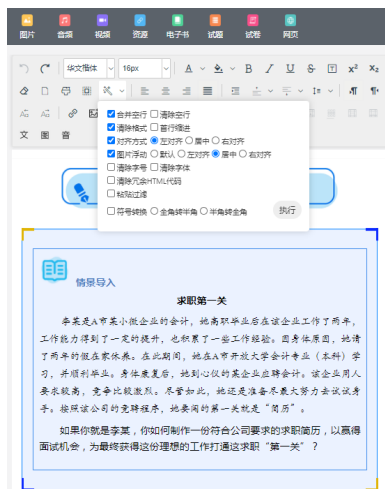 图片 音频 视频 资源 电子书 试题 试卷 网页
华文楷体 16px A B I U S T x² x₂
文 图 音
合并空行 清除空行
清除格式 首行缩进
对齐方式 左对齐 居中 右对齐
图片浮动 默认 左对齐 居中 右对齐
清除字号 清除字体
清除冗余HTML代码
粘贴过滤
符号转换 全角转半角 半角转全角 执行
情景导入
求职第一关
李某是A市某小微企业的会计，她高职毕业后在该企业工作了两年，
工作能力得到了一定的提升，也积累了一些工作经验。因身体原因，她请
了两年的假在家休养。在此期间，她在A市开放大学会计专业（本科）学
习，并顺利毕业。身体康复后，她到心仪的某企业应聘会计。该企业用人
要求较高，竞争比较激烈。尽管如此，她还是准备尽最大努力去试试身
手。按照该公司的竞聘程序，她要闯的第一关就是“简历”。
如果你就是李某，你如何制作一份符合公司要求的求职简历，以赢得
面试机会，为最终获得这份理想的工作打通这求职“第一关”？